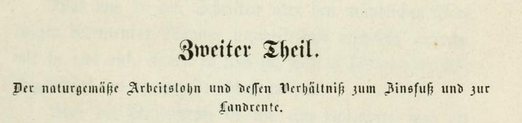 Zweiter Theil.
Der naturgemäße Arbeitslohn und dessen Verhältniß zum Zinsfuß und zur
Landrente.